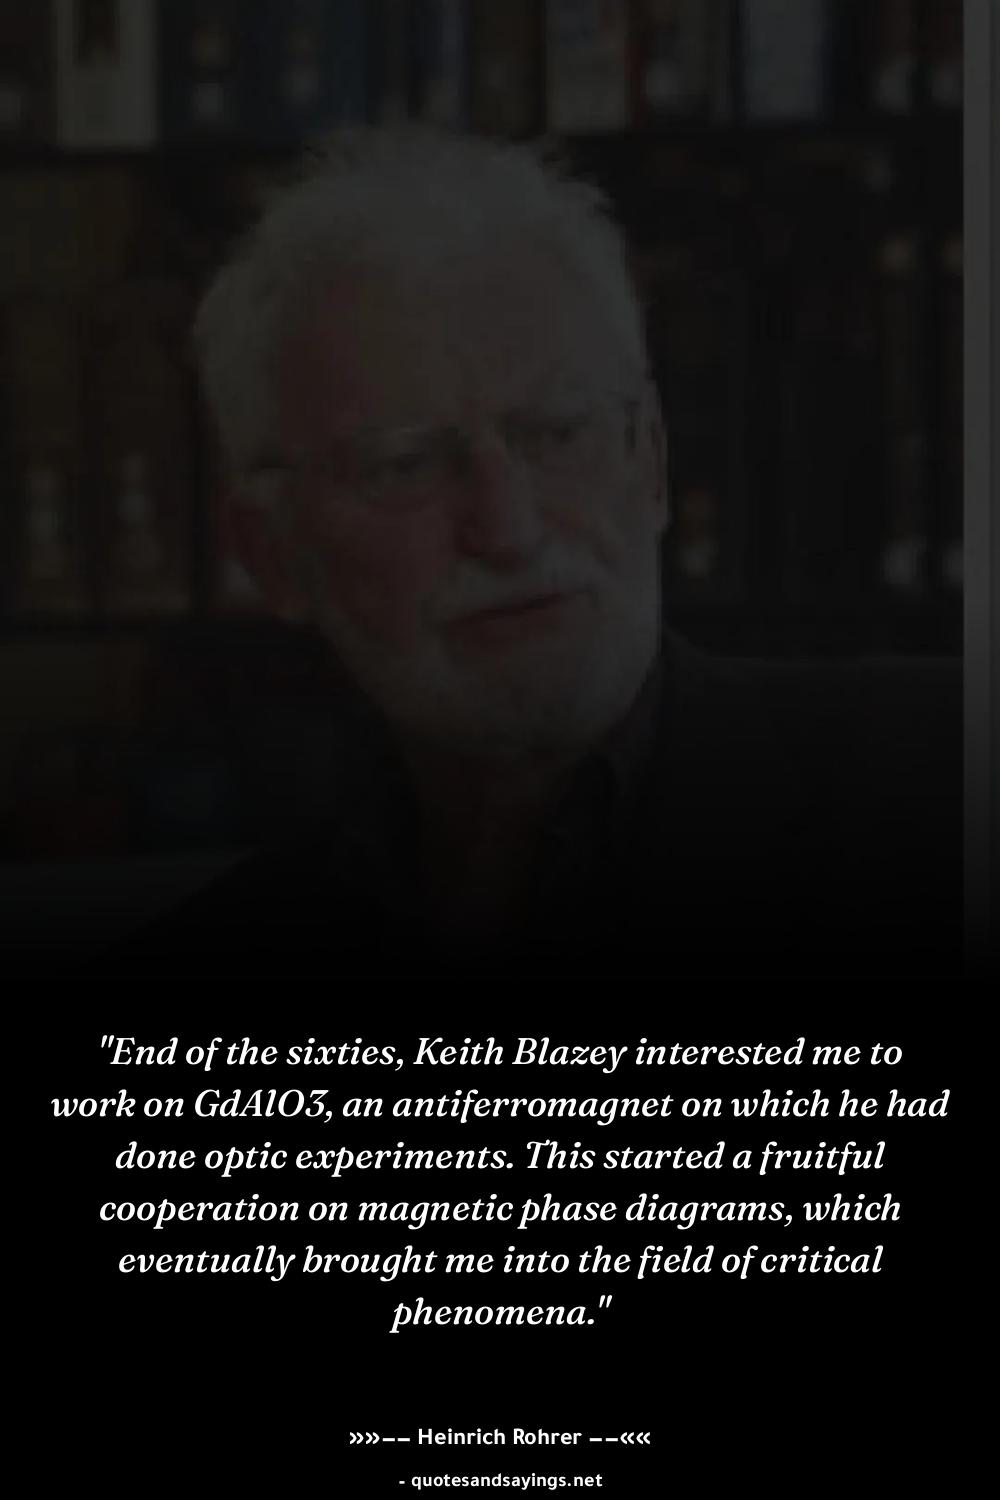 "End of the sixties, Keith Blazey interested me to
work on GdAlO3, an antiferromagnet on which he had
done optic experiments. This started a fruitful
cooperation on magnetic phase diagrams, which
eventually brought me into the field of critical
phenomena."
»»–– Heinrich Rohrer ––««
- quotesandsayings.net